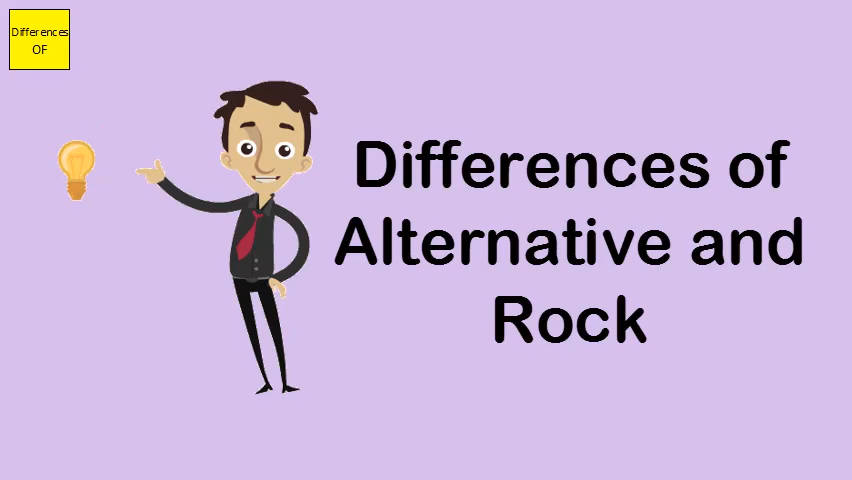 Differences
OF
Differences of
Alternative and
Rock